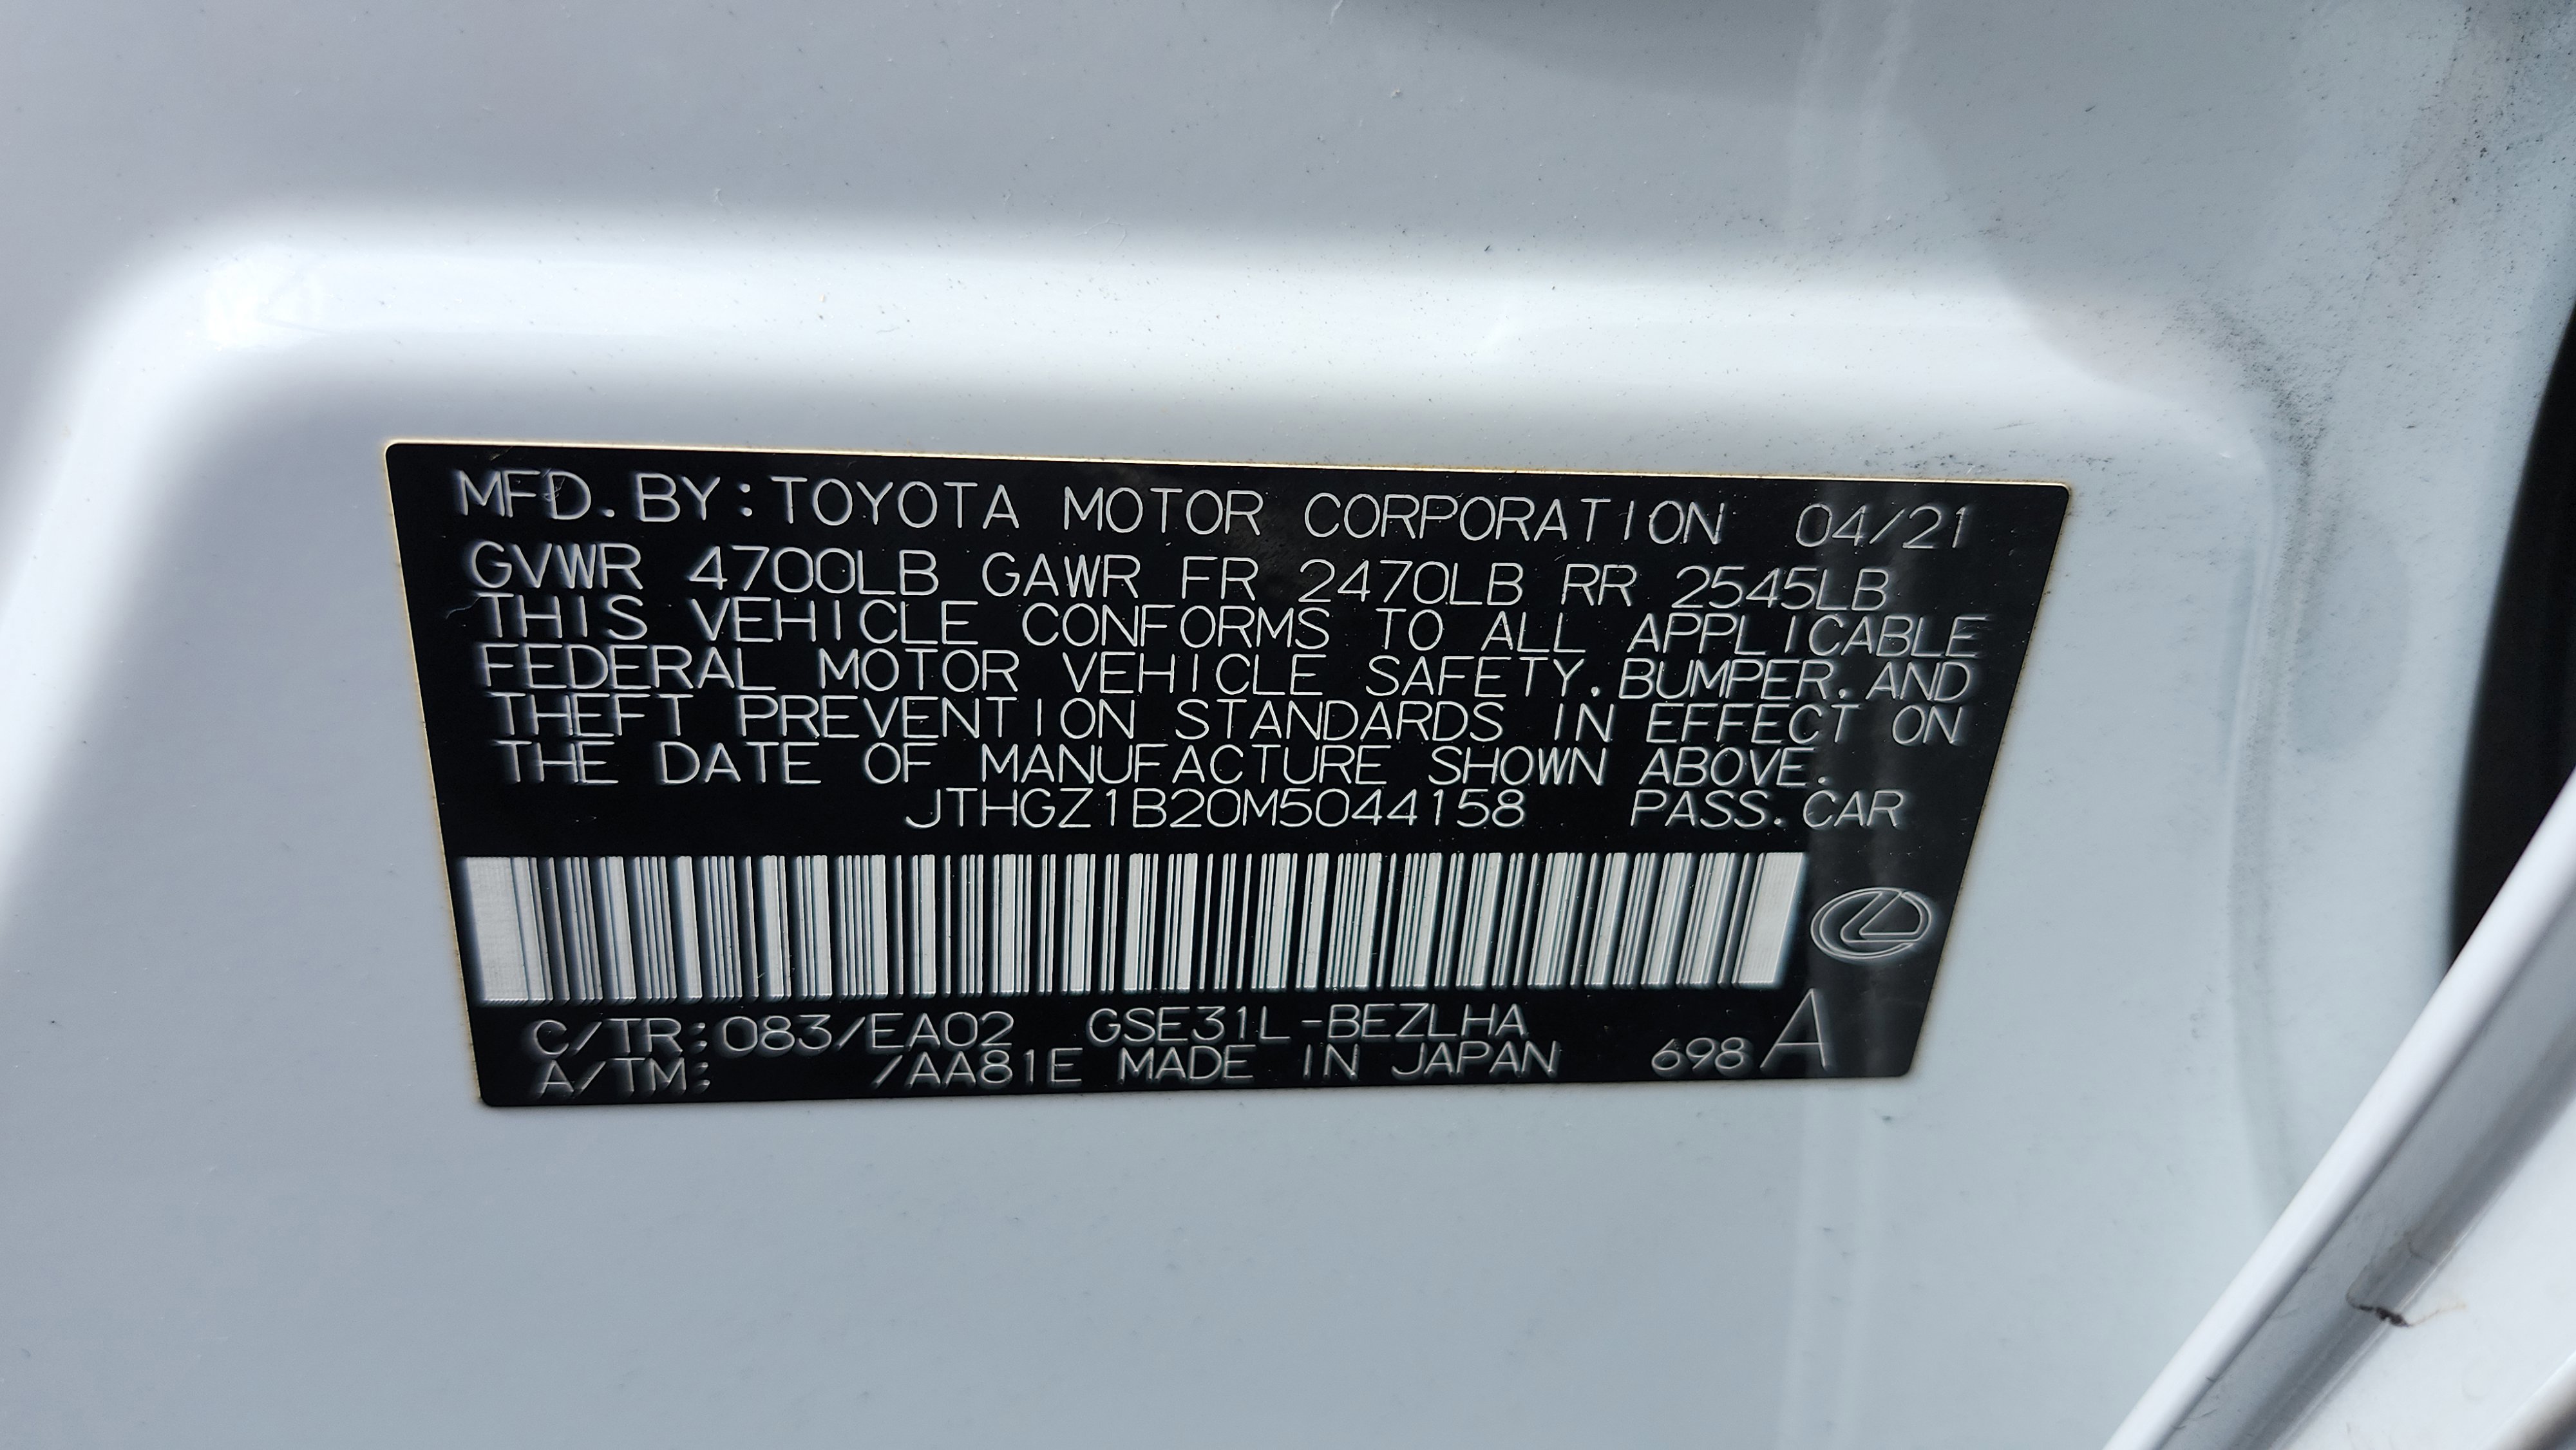 MFD. BY: TOYOTA MOTOR CORPORATION 04/21
GVWR 4700LB GAWR FR 2470LB RR 2545LB
THIS VEHICLE CONFORMS TO ALL APPLICABLE
FEDERAL MOTOR VEHICLE SAFETY. BUMPER. AND
THEFT PREVENTION STANDARDS IN EFFECT ON
THE DATE OF MANUFACTURE SHOWN ABOVE.
JTHGZ1B20M5044158 PASS. CAR
C/TR: 083/EA02 GSE31L-BEZLHA
A/TM: /AA81E MADE IN JAPAN 698 A